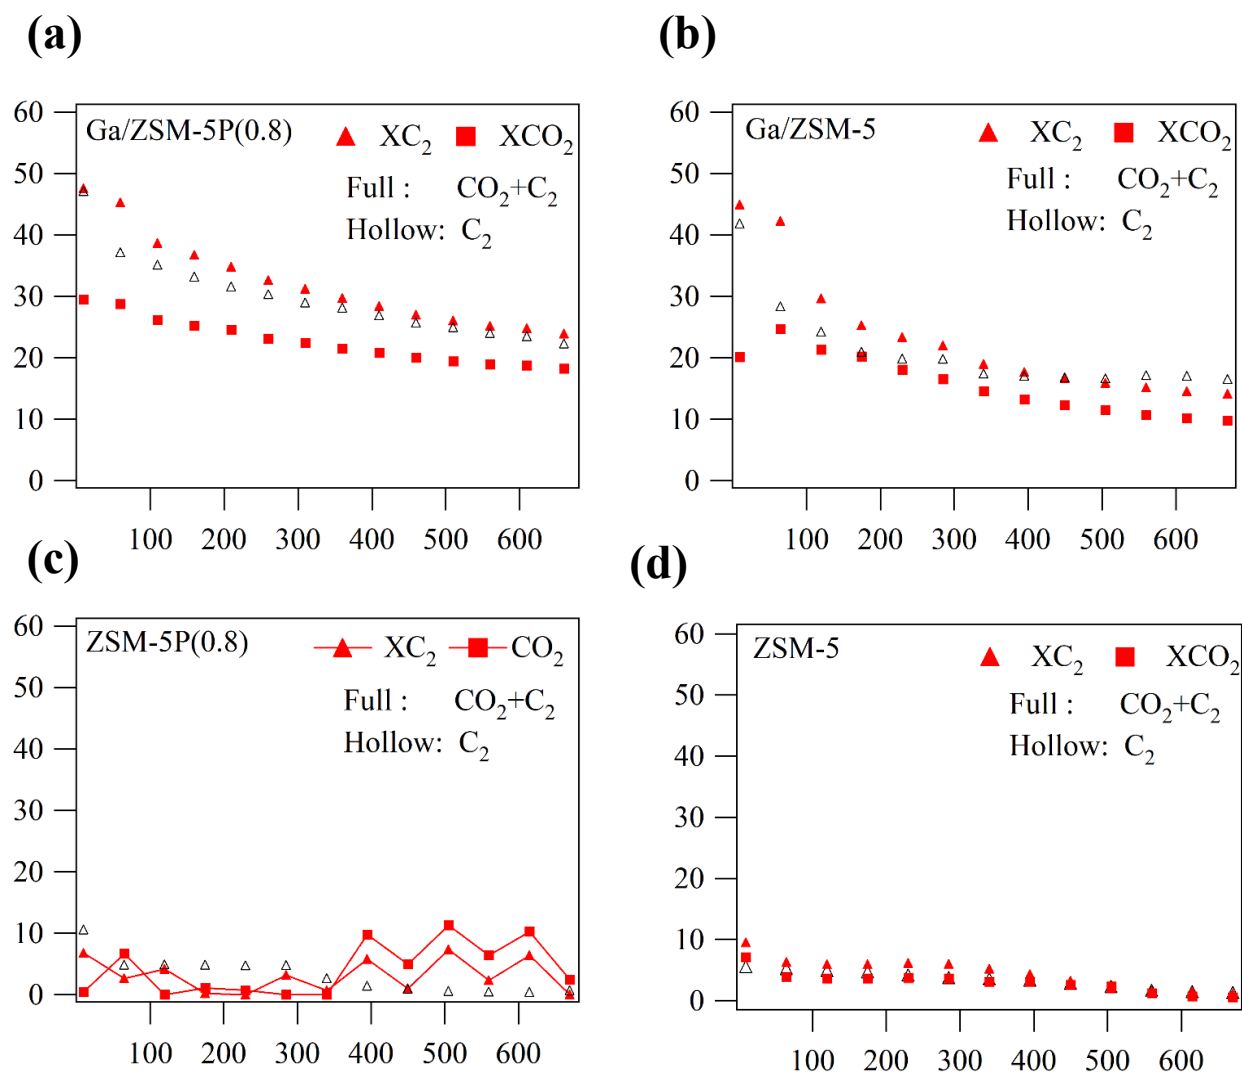 (a)
60
50
40
30
20
10
0
Ga/ZSM-5P(0.8)
XC₂ XCO₂
Full : CO₂+C₂
Hollow: C₂
100 200 300 400 500 600
(b)
60
50
40
30
20
10
0
Ga/ZSM-5
XC₂ XCO₂
Full : CO₂+C₂
Hollow: C₂
100 200 300 400 500 600
(c)
60
50
40
30
20
10
0
ZSM-5P(0.8)
XC₂ CO₂
Full : CO₂+C₂
Hollow: C₂
100 200 300 400 500 600
(d)
60
50
40
30
20
10
0
ZSM-5
XC₂ XCO₂
Full : CO₂+C₂
Hollow: C₂
100 200 300 400 500 600